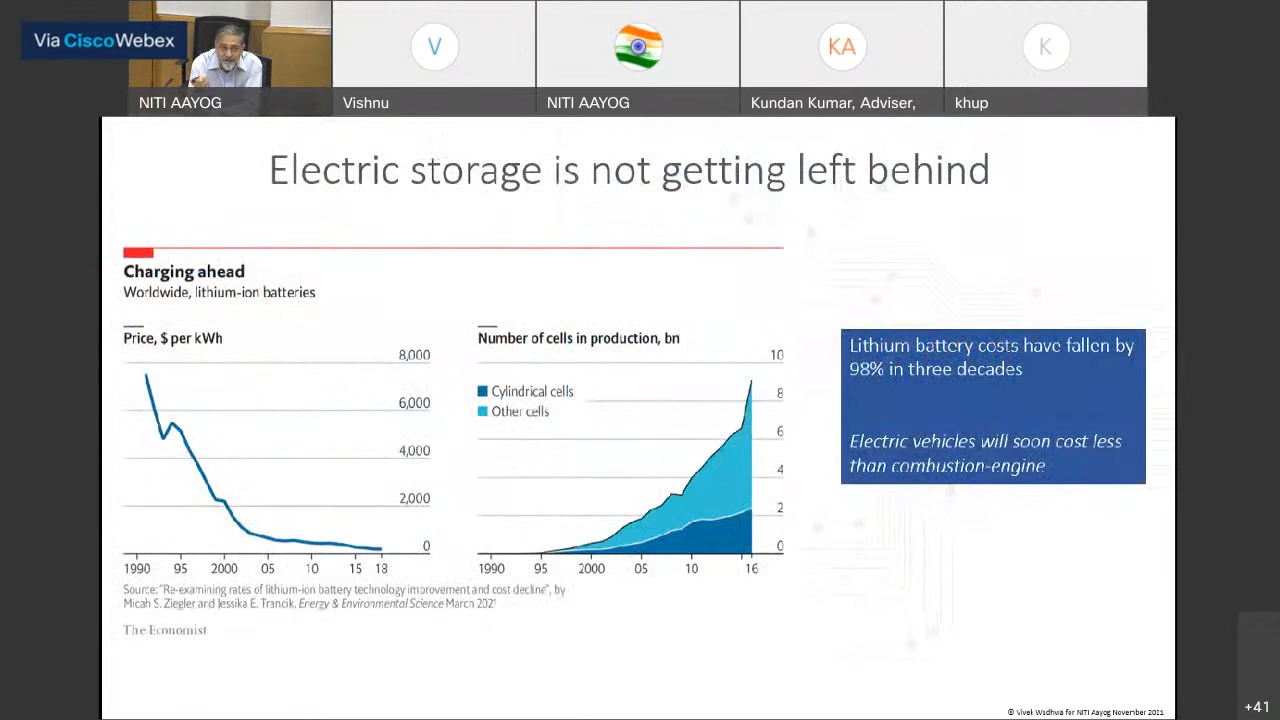 Via Cisco Webex
NITI AAYOG
V
Vishnu
NITI AAYOG
KA
Kundan Kumar, Adviser,
K
khup
Electric storage is not getting left behind
Charging ahead
Worldwide, lithium-ion batteries
Price, $ per kWh
8,000
6,000
4,000
2,000
0
1990 95 2000 05 10 15 18
Number of cells in production, bn
10
Cylindrical cells
8
Other cells
6
4
2
0
1990 95 2000 05 10 16
Source: "Re-examining rates of lithium-ion battery technology improvement and cost decline", by
Micah S. Ziegler and Jessika E. Trancik, Energy & Environmental Science March 2021
The Economist
Lithium battery costs have fallen by
98% in three decades
Electric vehicles will soon cost less
than combustion-engine
+41
© Vivek Wadhwa for NITI Aayog November 2021